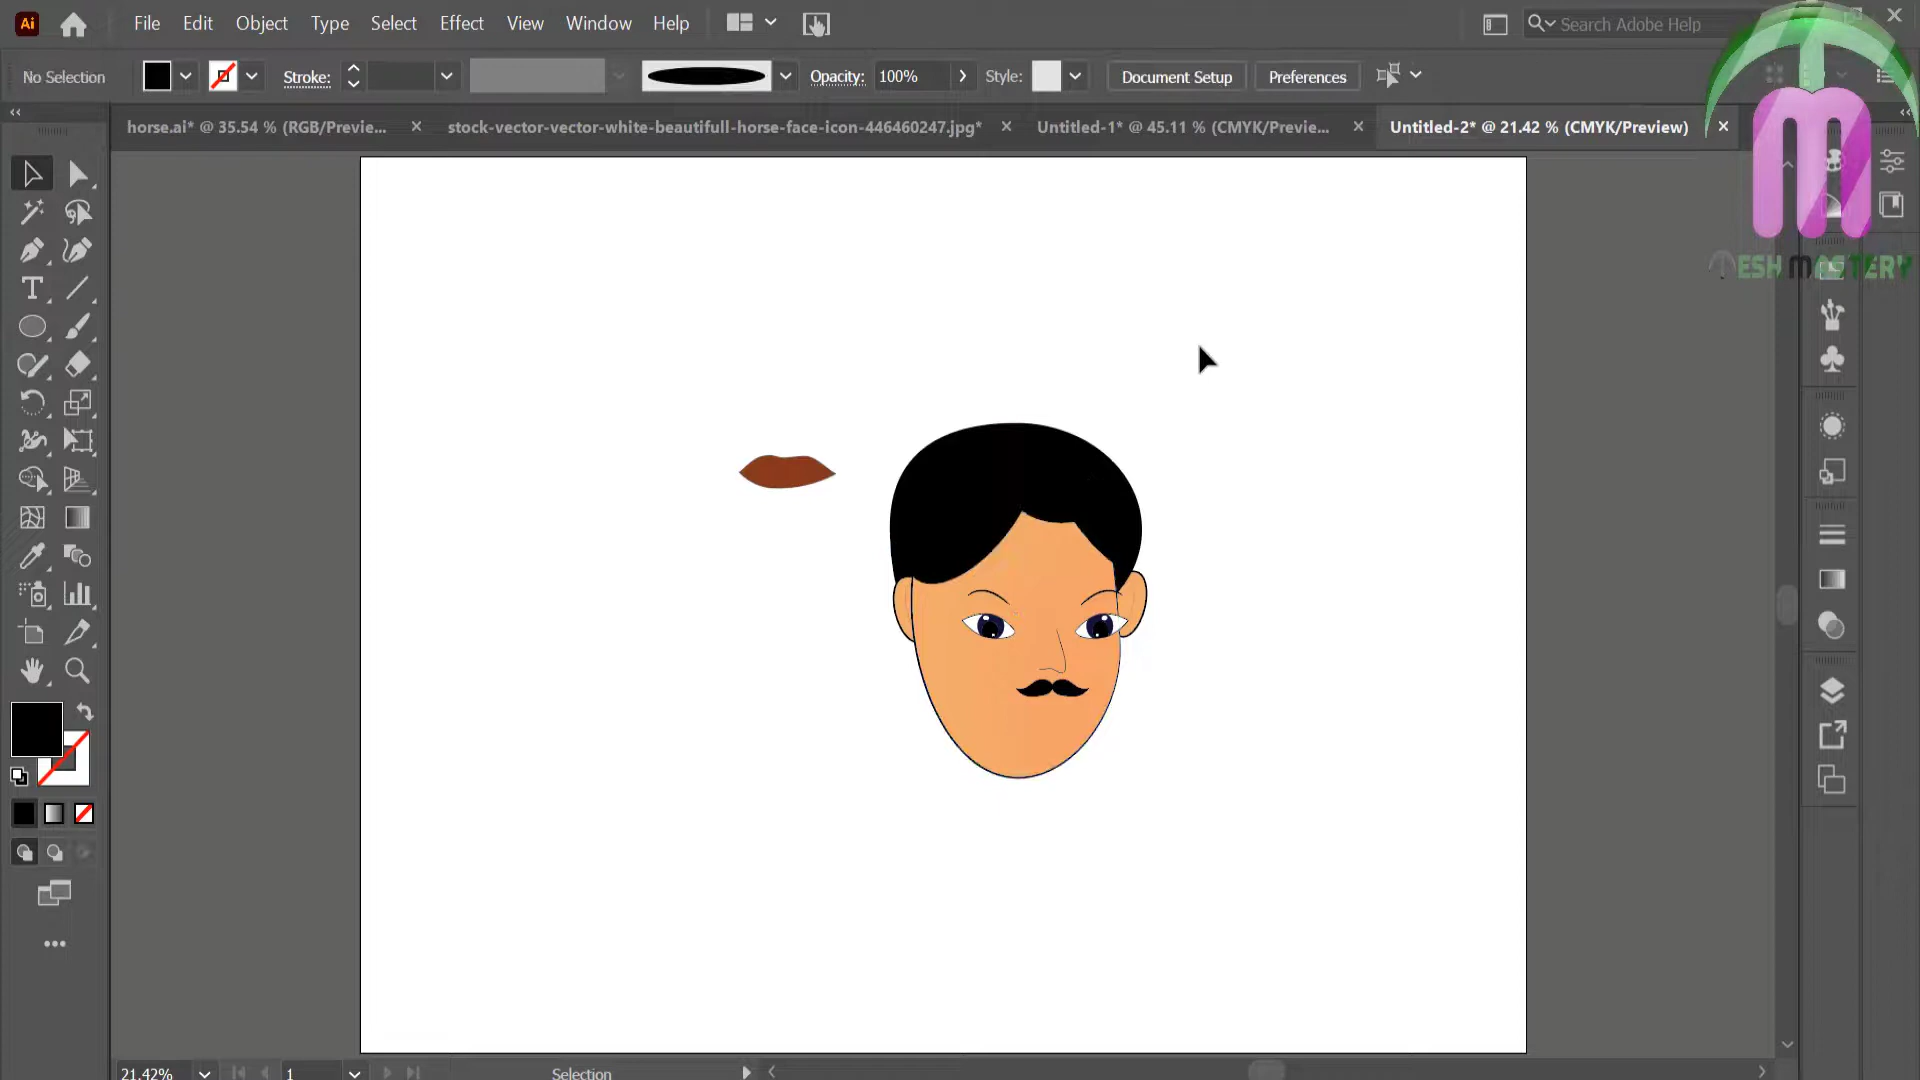 Ai File Edit Object Type Select Effect View Window Help Search Adobe Help
No Selection Stroke: Opacity: 100% Style: Document Setup Preferences
horse.ai* @ 35.54 % (RGB/Previe... stock-vector-vector-white-beautifull-horse-face-icon-446460247.jpg* Untitled-1* @ 45.11 % (CMYK/Previe... Untitled-2* @ 21.42 % (CMYK/Preview)
MESH MASTERY
21.42% 1 Selection